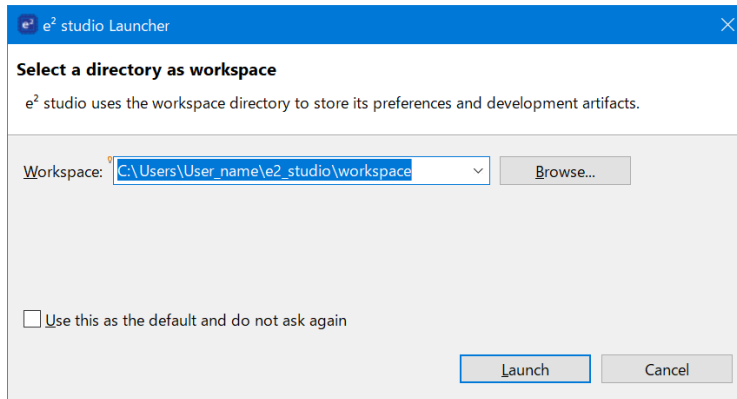 e² e² studio Launcher
Select a directory as workspace
e² studio uses the workspace directory to store its preferences and development artifacts.
Workspace: C:\Users\User_name\e2_studio\workspace Browse...
Use this as the default and do not ask again
Launch Cancel